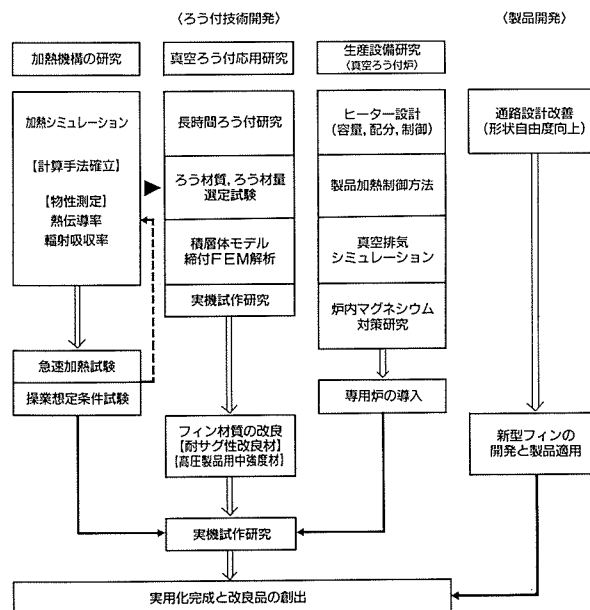 〈ろう付技術開発〉
〈製品開発〉
加熱機構の研究
真空ろう付応用研究
生産設備研究
(真空ろう付炉)
加熱シミュレーション
【計算手法確立】
【物性測定】
熱伝導率
輻射吸収率
長時間ろう付研究
ろう材質,ろう材量
選定試験
積層体モデル
締付FEM解析
実機試作研究
ヒーター設計
(容量,配分,制御)
製品加熱制御方法
真空排気
シミュレーション
炉内マグネシウム
対策研究
通路設計改善
(形状自由度向上)
急速加熱試験
操業想定条件試験
専用炉の導入
フィン材質の改良
【耐サグ性改良材】
【高圧製品用中強度材】
新型フィンの
開発と製品適用
実機試作研究
実用化完成と改良品の創出